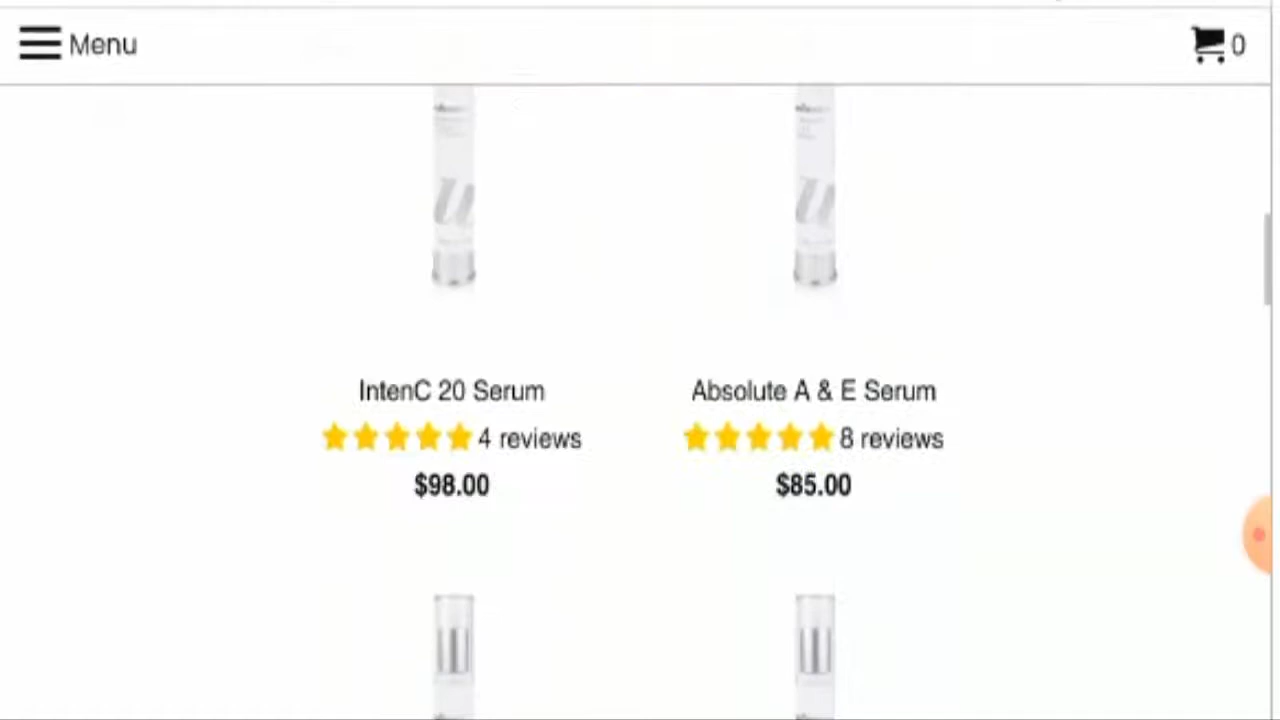 Menu
0
IntenC 20 Serum
Absolute A & E Serum
4 reviews
8 reviews
$98.00
$85.00